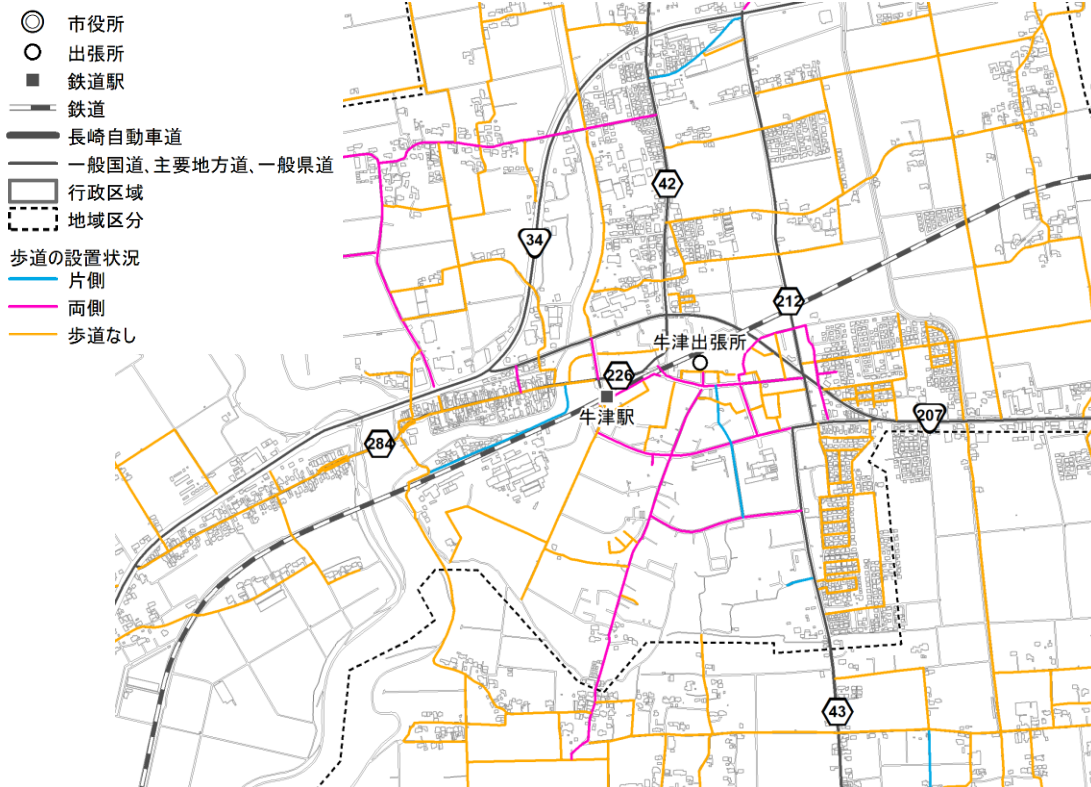 市役所
出張所
鉄道駅
鉄道
長崎自動車道
一般国道、主要地方道、一般県道
行政区域
地域区分
歩道の設置状況
片側
両側
歩道なし
42
34
212
牛津出張所
226
牛津駅
207
284
43